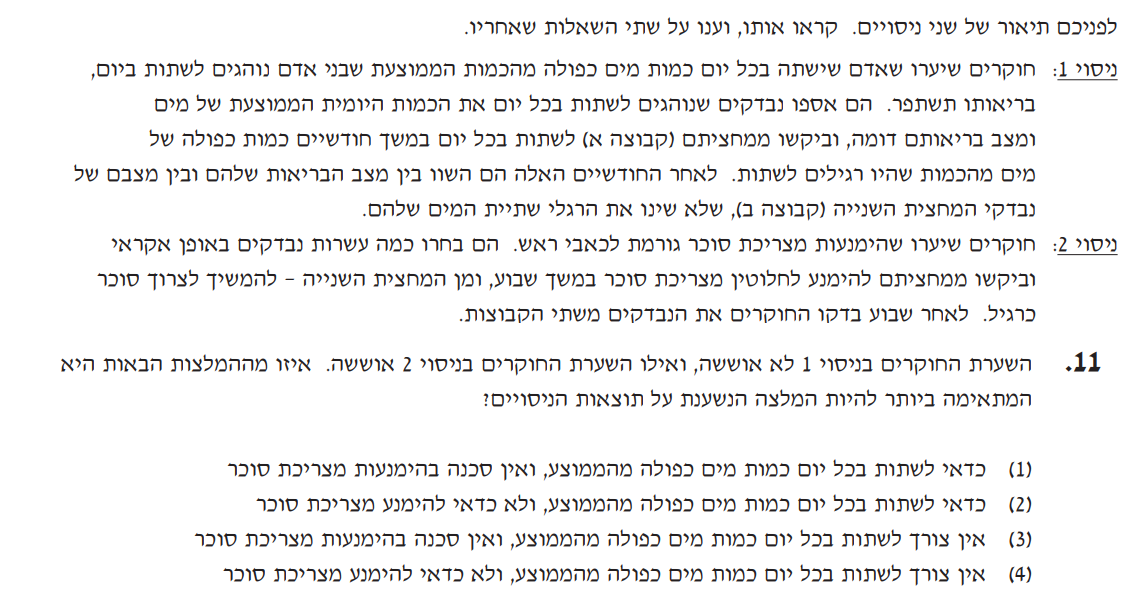 לפניכם תיאור של שני ניסויים. קראו אותו, וענו על שתי השאלות שאחריו.
ניסוי 1: חוקרים שיערו שאדם שישתה בכל יום כמות מים כפולה מהכמות הממוצעת שבני אדם נוהגים לשתות ביום,
בריאותו תשתפר. הם אספו נבדקים שנוהגים לשתות בכל יום את הכמות היומית הממוצעת של מים
ומצב בריאותם דומה, וביקשו ממחציתם (קבוצה א) לשתות בכל יום במשך חודשיים כמות כפולה של
מים מהכמות שהיו רגילים לשתות. לאחר החודשיים האלה הם השוו בין מצב הבריאות שלהם ובין מצבם של
נבדקי המחצית השנייה (קבוצה ב), שלא שינו את הרגלי שתיית המים שלהם.
ניסוי 2: חוקרים שיערו שהימנעות מצריכת סוכר גורמת לכאבי ראש. הם בחרו כמה עשרות נבדקים באופן אקראי
וביקשו ממחציתם להימנע לחלוטין מצריכת סוכר במשך שבוע, ומן המחצית השנייה – להמשיך לצרוך סוכר
כרגיל. לאחר שבוע בדקו החוקרים את הנבדקים משתי הקבוצות.
11. השערת החוקרים בניסוי 1 לא אוששה, ואילו השערת החוקרים בניסוי 2 אוששה. איזו מההמלצות הבאות היא
המתאימה ביותר להיות המלצה הנשענת על תוצאות הניסויים?
(1) כדאי לשתות בכל יום כמות מים כפולה מהממוצע, ואין סכנה בהימנעות מצריכת סוכר
(2) כדאי לשתות בכל יום כמות מים כפולה מהממוצע, ולא כדאי להימנע מצריכת סוכר
(3) אין צורך לשתות בכל יום כמות מים כפולה מהממוצע, ואין סכנה בהימנעות מצריכת סוכר
(4) אין צורך לשתות בכל יום כמות מים כפולה מהממוצע, ולא כדאי להימנע מצריכת סוכר